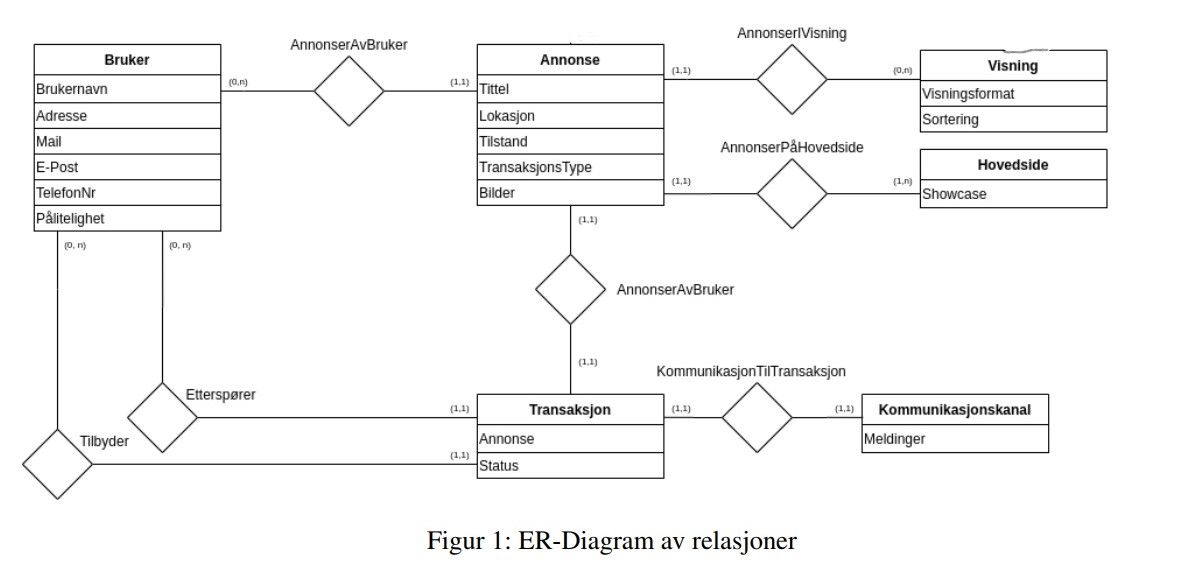 AnnonserAvBruker
AnnonserIVisning
Bruker
Brukernavn
Adresse
Mail
E-Post
TelefonNr
Pålitelighet
(0,n)
(1,1)
Annonse
Tittel
Lokasjon
Tilstand
TransaksjonsType
Bilder
(1,1)
(0,n)
Visning
Visningsformat
Sortering
AnnonserPåHovedside
(1,1)
(1,n)
Hovedside
Showcase
(0, n)
(0, n)
(1,1)
AnnonserAvBruker
(1,1)
Etterspører
(1,1)
Tilbyder
(1,1)
Transaksjon
Annonse
Status
KommunikasjonTilTransaksjon
(1,1)
(1,1)
Kommunikasjonskanal
Meldinger
Figur 1: ER-Diagram av relasjoner